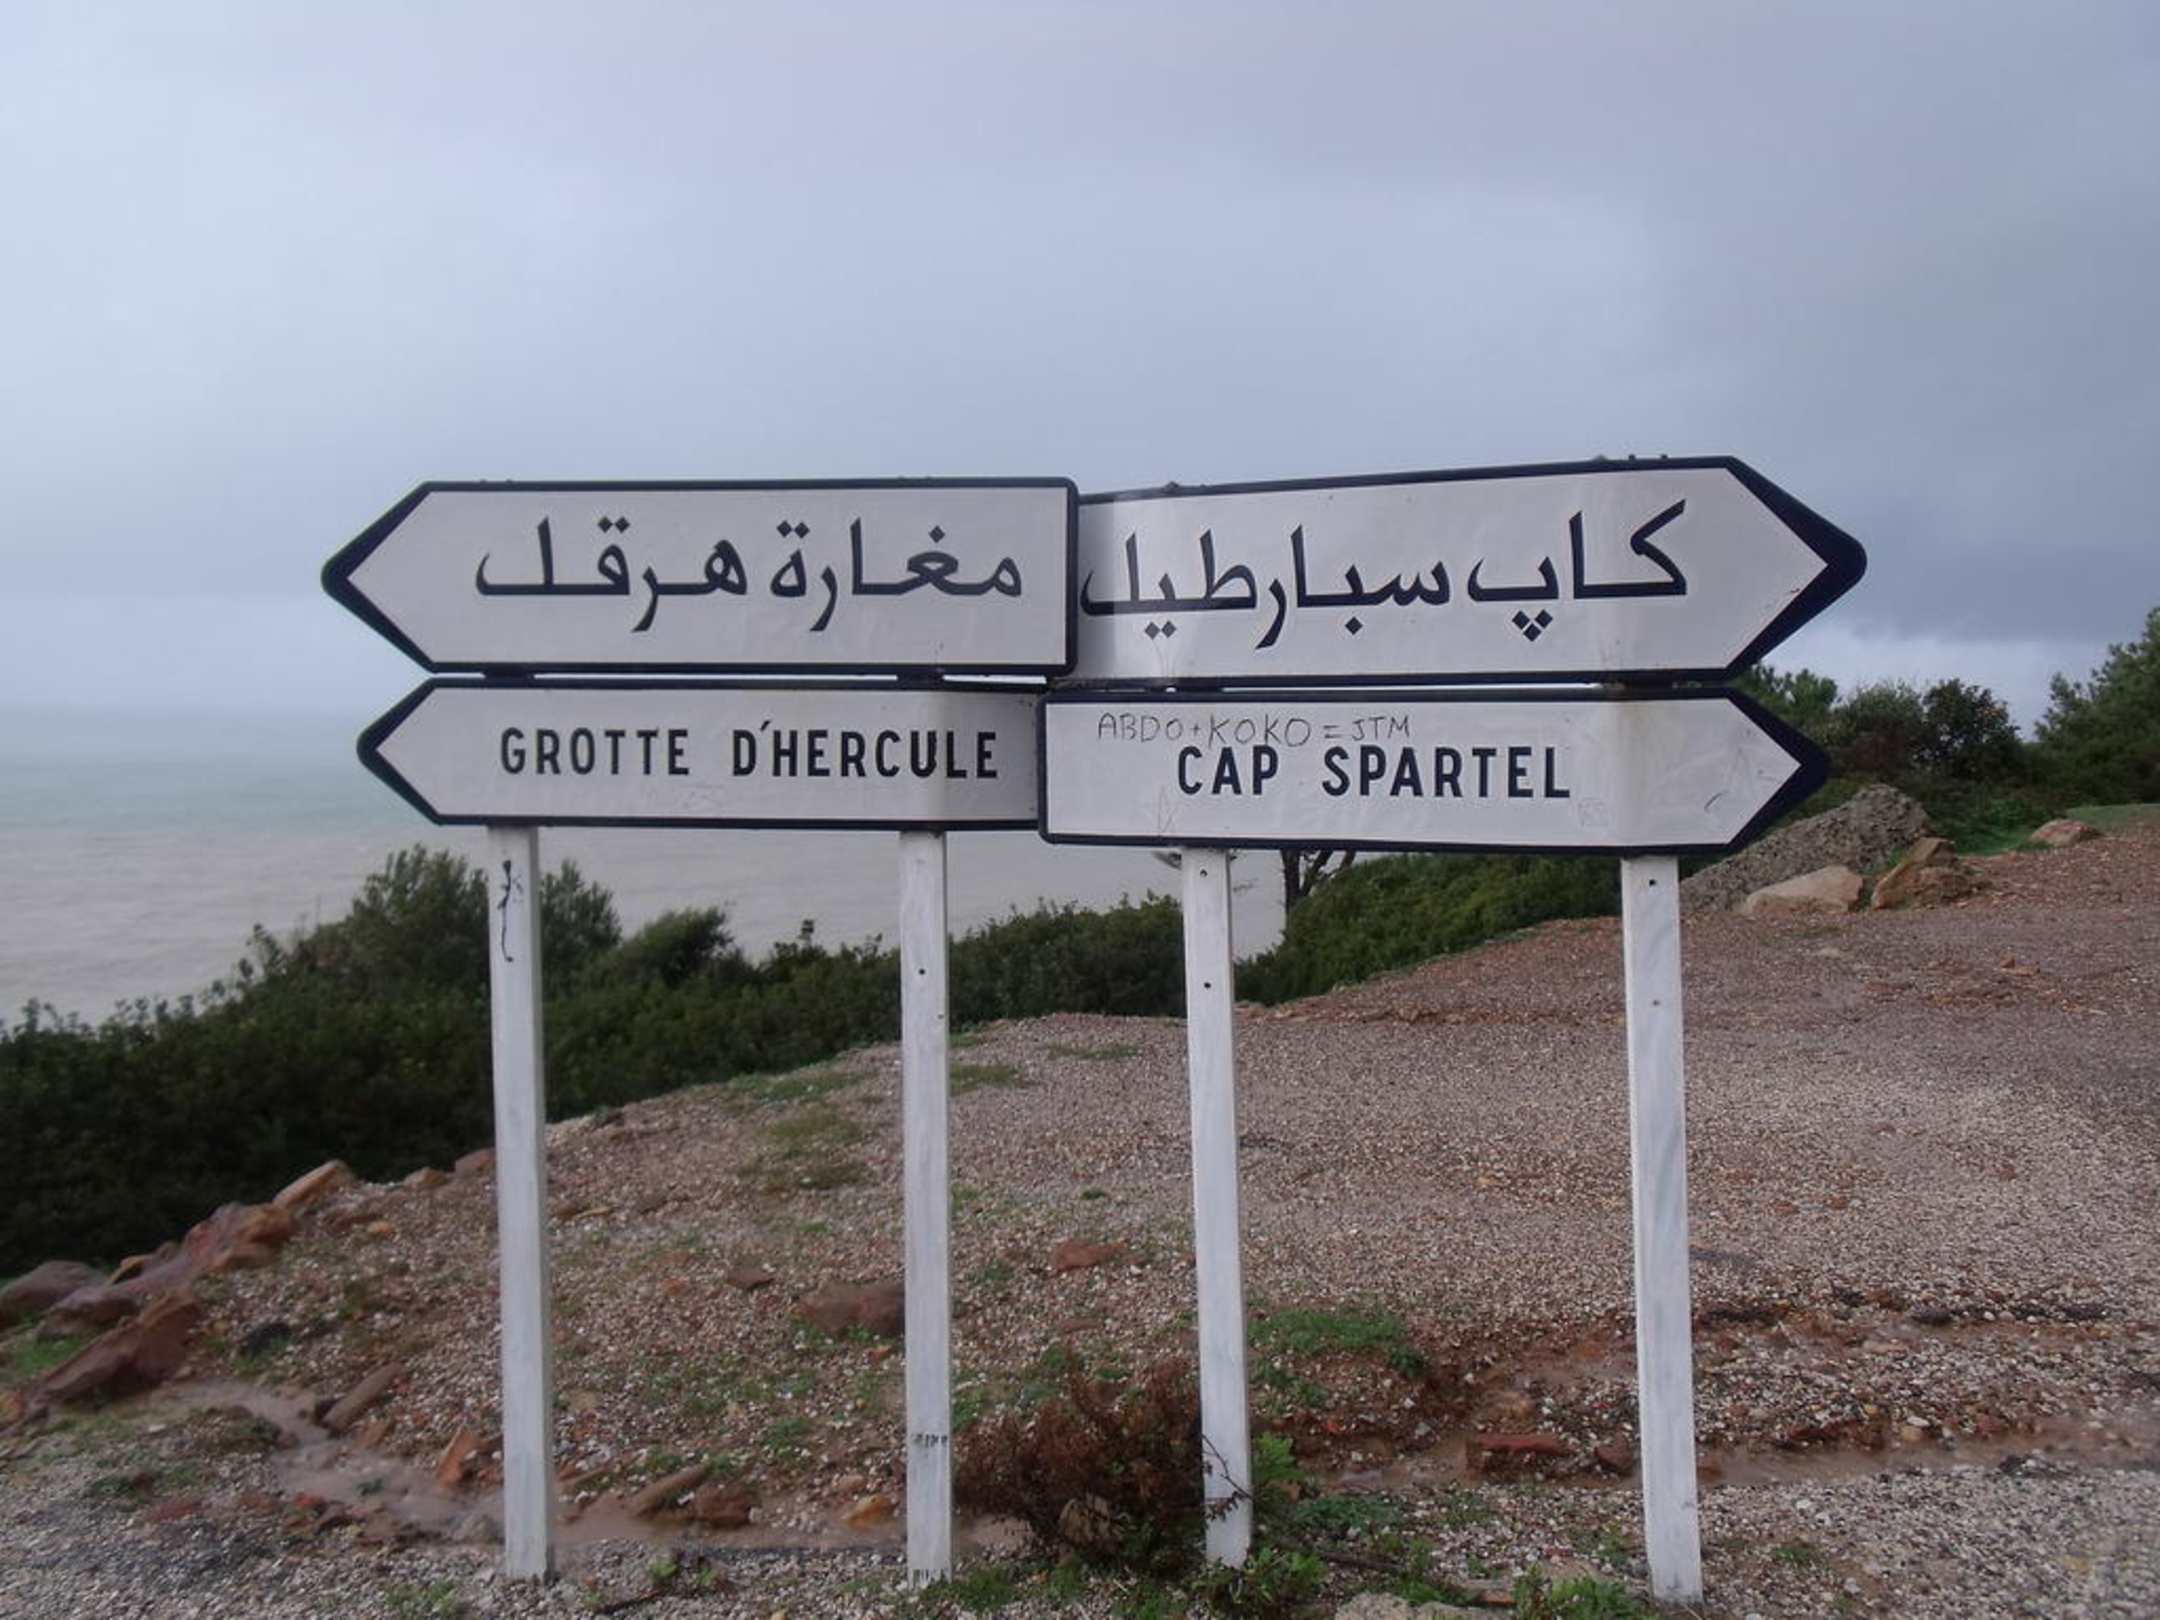 مغارة هرقل
GROTTE D'HERCULE
كاپ سبارطيل
ABDO+KOKO=JTM
CAP SPARTEL